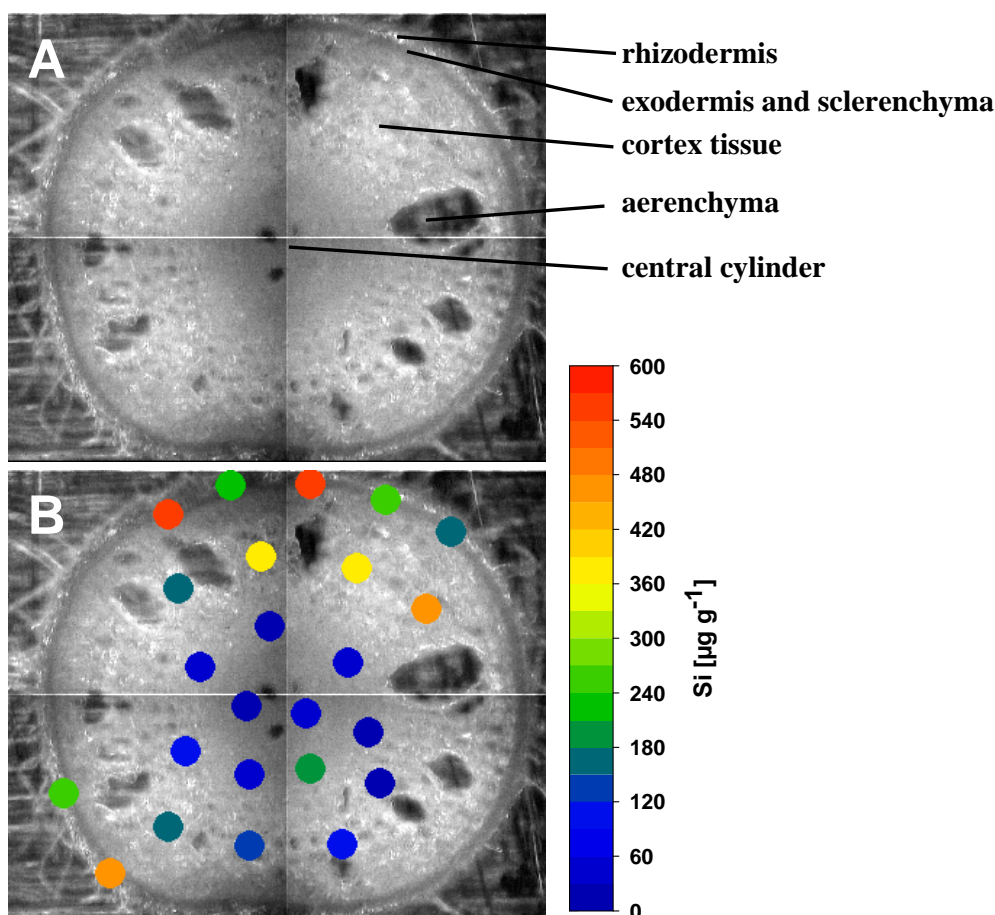 A
rhizodermis
exodermis and sclerenchyma
cortex tissue
aerenchyma
central cylinder
B
600
540
480
420
360
300
240
180
120
60
0
Si [µg g⁻¹]